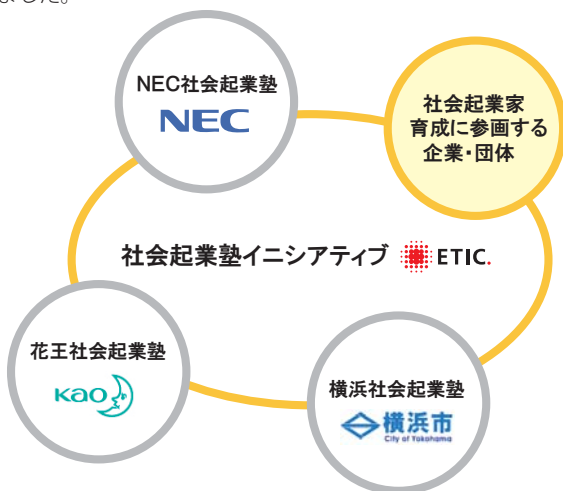 ました。
NEC社会起業塾
NEC
社会起業家
育成に参画する
企業・団体
社会起業塾イニシアティブ ETIC.
花王社会起業塾
kao
横浜社会起業塾
横浜市
City of Yokohama